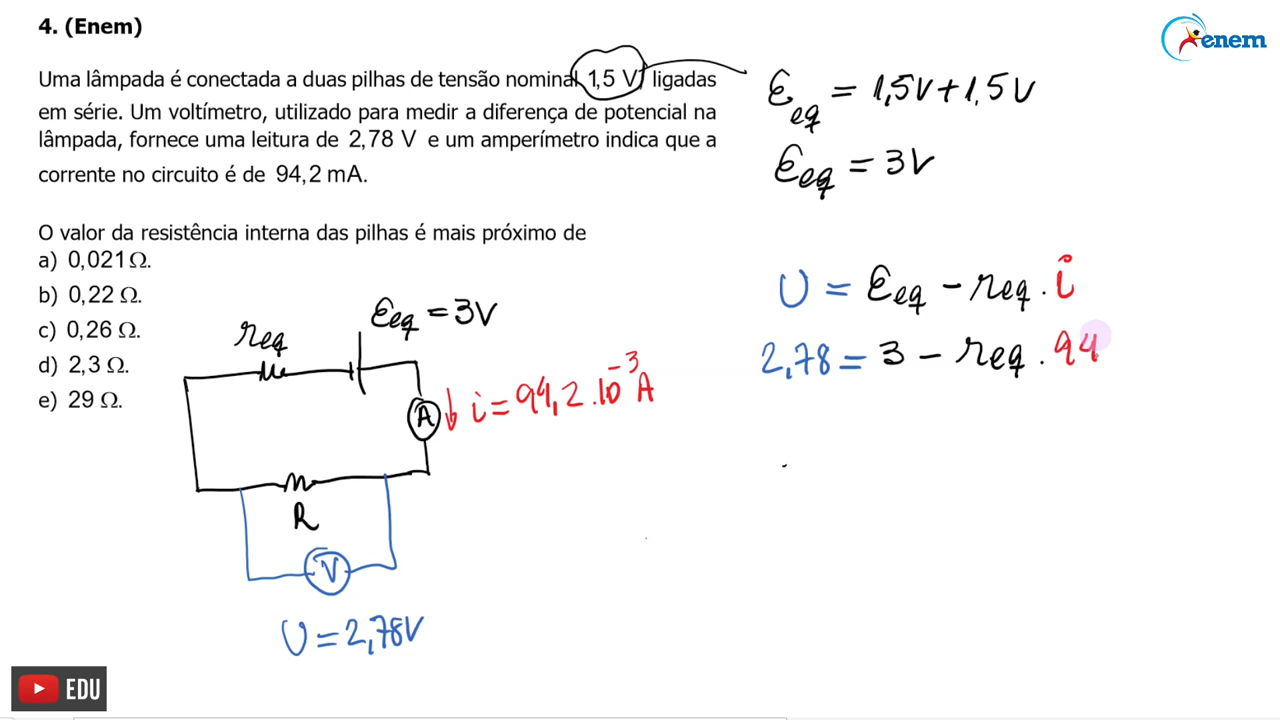 4. (Enem)
enem
Uma lâmpada é conectada a duas pilhas de tensão nominal 1,5 V, ligadas
em série. Um voltímetro, utilizado para medir a diferença de potencial na
lâmpada, fornece uma leitura de 2,78 V e um amperímetro indica que a
corrente no circuito é de 94,2 mA.
O valor da resistência interna das pilhas é mais próximo de
a) 0,021 Ω.
b) 0,22 Ω.
c) 0,26 Ω.
d) 2,3 Ω.
e) 29 Ω.
Ɛeq = 1,5V + 1,5V
Ɛeq = 3V
U = Ɛeq - req . i
2,78 = 3 - req . 94
req
Ɛeq = 3V
A
↓ i = 94,2 . 10⁻³ A
R
V
U = 2,78V
EDU